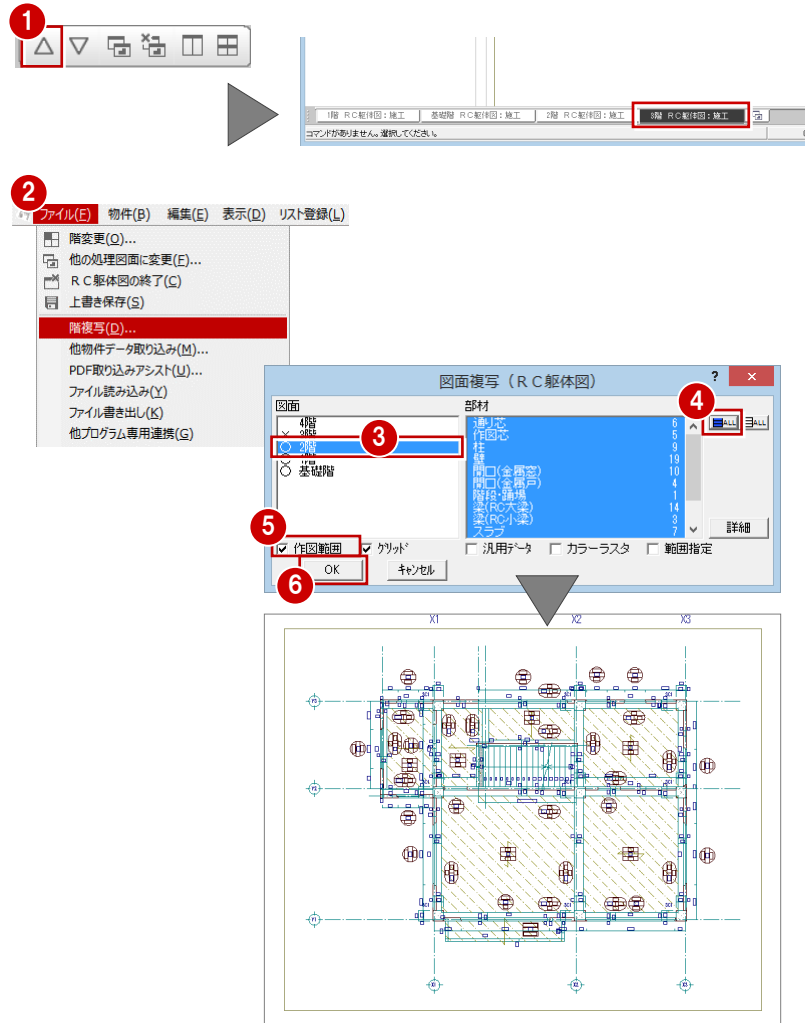 1
1階 RC躯体図:施工
基礎階 RC躯体図:施工
2階 RC躯体図:施工
3階 RC躯体図:施工
コマンドがありません。選択してください。
2
ファイル(F) 物件(B) 編集(E) 表示(D) リスト登録(L)
階変更(O)...
他の処理図面に変更(F)...
RC躯体図の終了(C)
上書き保存(S)
階複写(D)...
他物件データ取り込み(M)...
PDF取り込みアシスト(U)...
ファイル読み込み(Y)
ファイル書き出し(K)
他プログラム専用連携(G)
図面複写(RC躯体図)
?
×
図面
部材
4
4階
× 3階
○ 2階
○ 1階
○ 基礎階
3
通り芯 6
作図芯 5
柱 9
壁 19
開口(金属窓) 10
開口(金属戸) 4
階段・踊場 1
梁(RC大梁) 14
梁(RC小梁) 3
スラブ 7
ALL
ALL
詳細
5
作図範囲
グリッド
汎用データ
カラーラスタ
範囲指定
6
OK
キャンセル
X1 X2 X3
Y3
Y2
Y1
X1 X2 X3